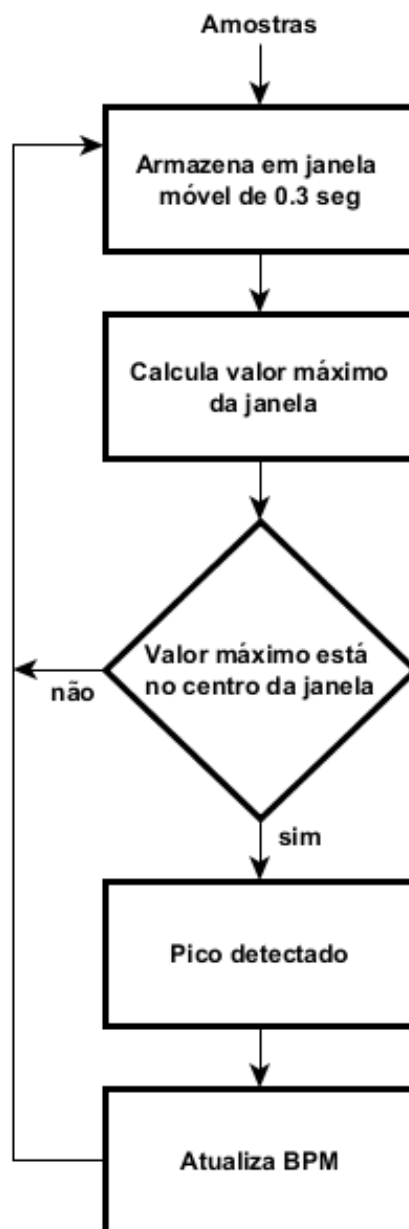 Amostras
Armazena em janela
móvel de 0.3 seg
Calcula valor máximo
da janela
Valor máximo está
no centro da janela
não
sim
Pico detectado
Atualiza BPM